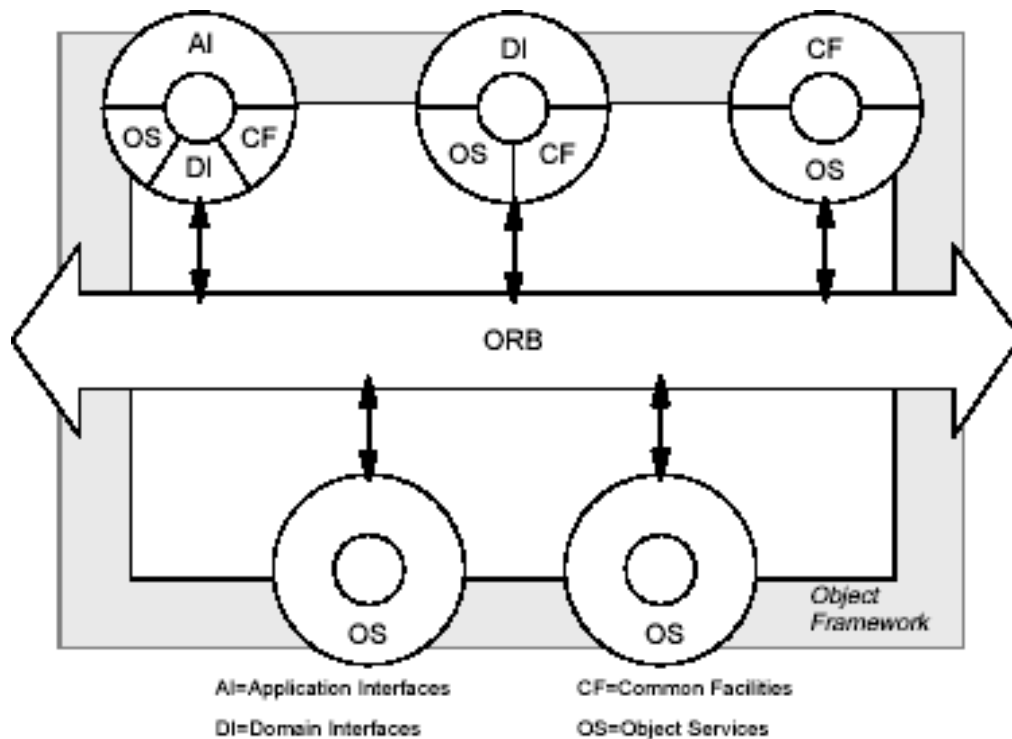 AI
DI
CF
OS
DI
CF
OS
CF
OS
ORB
OS
OS
Object
Framework
AI=Application Interfaces
CF=Common Facilities
DI=Domain Interfaces
OS=Object Services